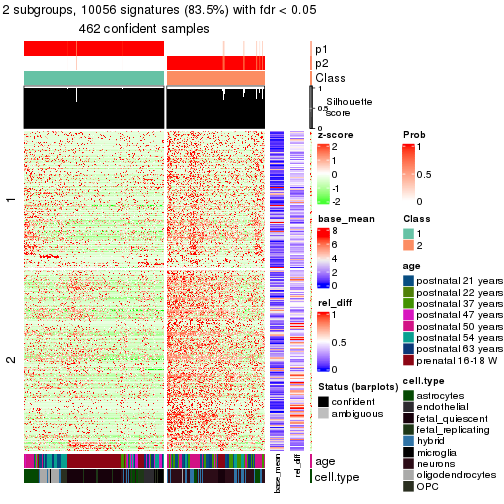 2 subgroups, 10056 signatures (83.5%) with fdr < 0.05
462 confident samples
p1
p2
Class
1
0.5
0
Silhouette
score
1
2
z-score
2
1
0
-1
-2
base_mean
8
6
4
2
0
rel_diff
1
0.5
0
Status (barplots)
confident
ambiguous
Prob
1
0.5
0
Class
1
2
age
postnatal 21 years
postnatal 22 years
postnatal 37 years
postnatal 47 years
postnatal 50 years
postnatal 54 years
postnatal 63 years
prenatal 16-18 W
cell.type
astrocytes
endothelial
fetal_quiescent
fetal_replicating
hybrid
microglia
neurons
oligodendrocytes
OPC
age
cell.type
base_mean
rel_diff